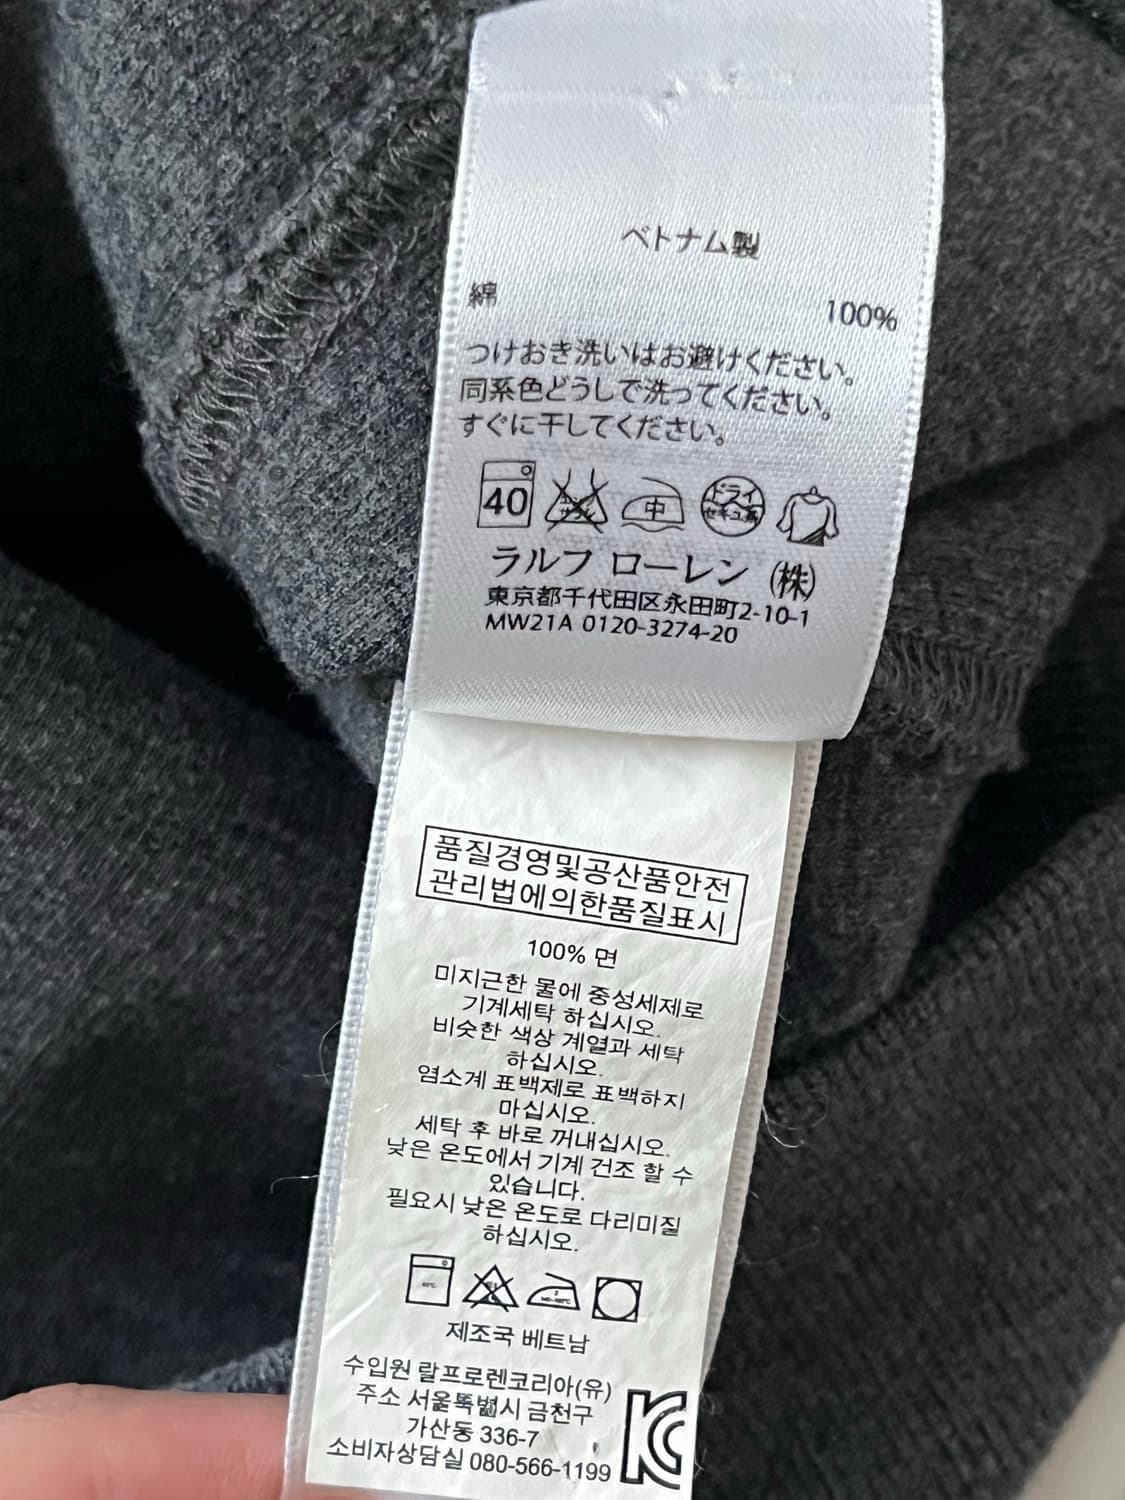 ベトナム製
綿 100%
つけおき洗いはお避けください。
同系色どうしで洗ってください。
すぐに干してください。
40 中 ドライ セキユ系
ラルフ ローレン (株)
東京都千代田区永田町2-10-1
MW21A 0120-3274-20
품질경영및공산품안전
관리법에의한품질표시
100% 면
미지근한 물에 중성세제로
기계세탁 하십시오.
비슷한 색상 계열과 세탁
하십시오.
염소계 표백제로 표백하지
마십시오.
세탁 후 바로 꺼내십시오.
낮은 온도에서 기계 건조 할 수
있습니다.
필요시 낮은 온도로 다리미질
하십시오.
제조국 베트남
수입원 랄프로렌코리아(유)
주소 서울특별시 금천구
가산동 336-7
소비자상담실 080-566-1199
KC